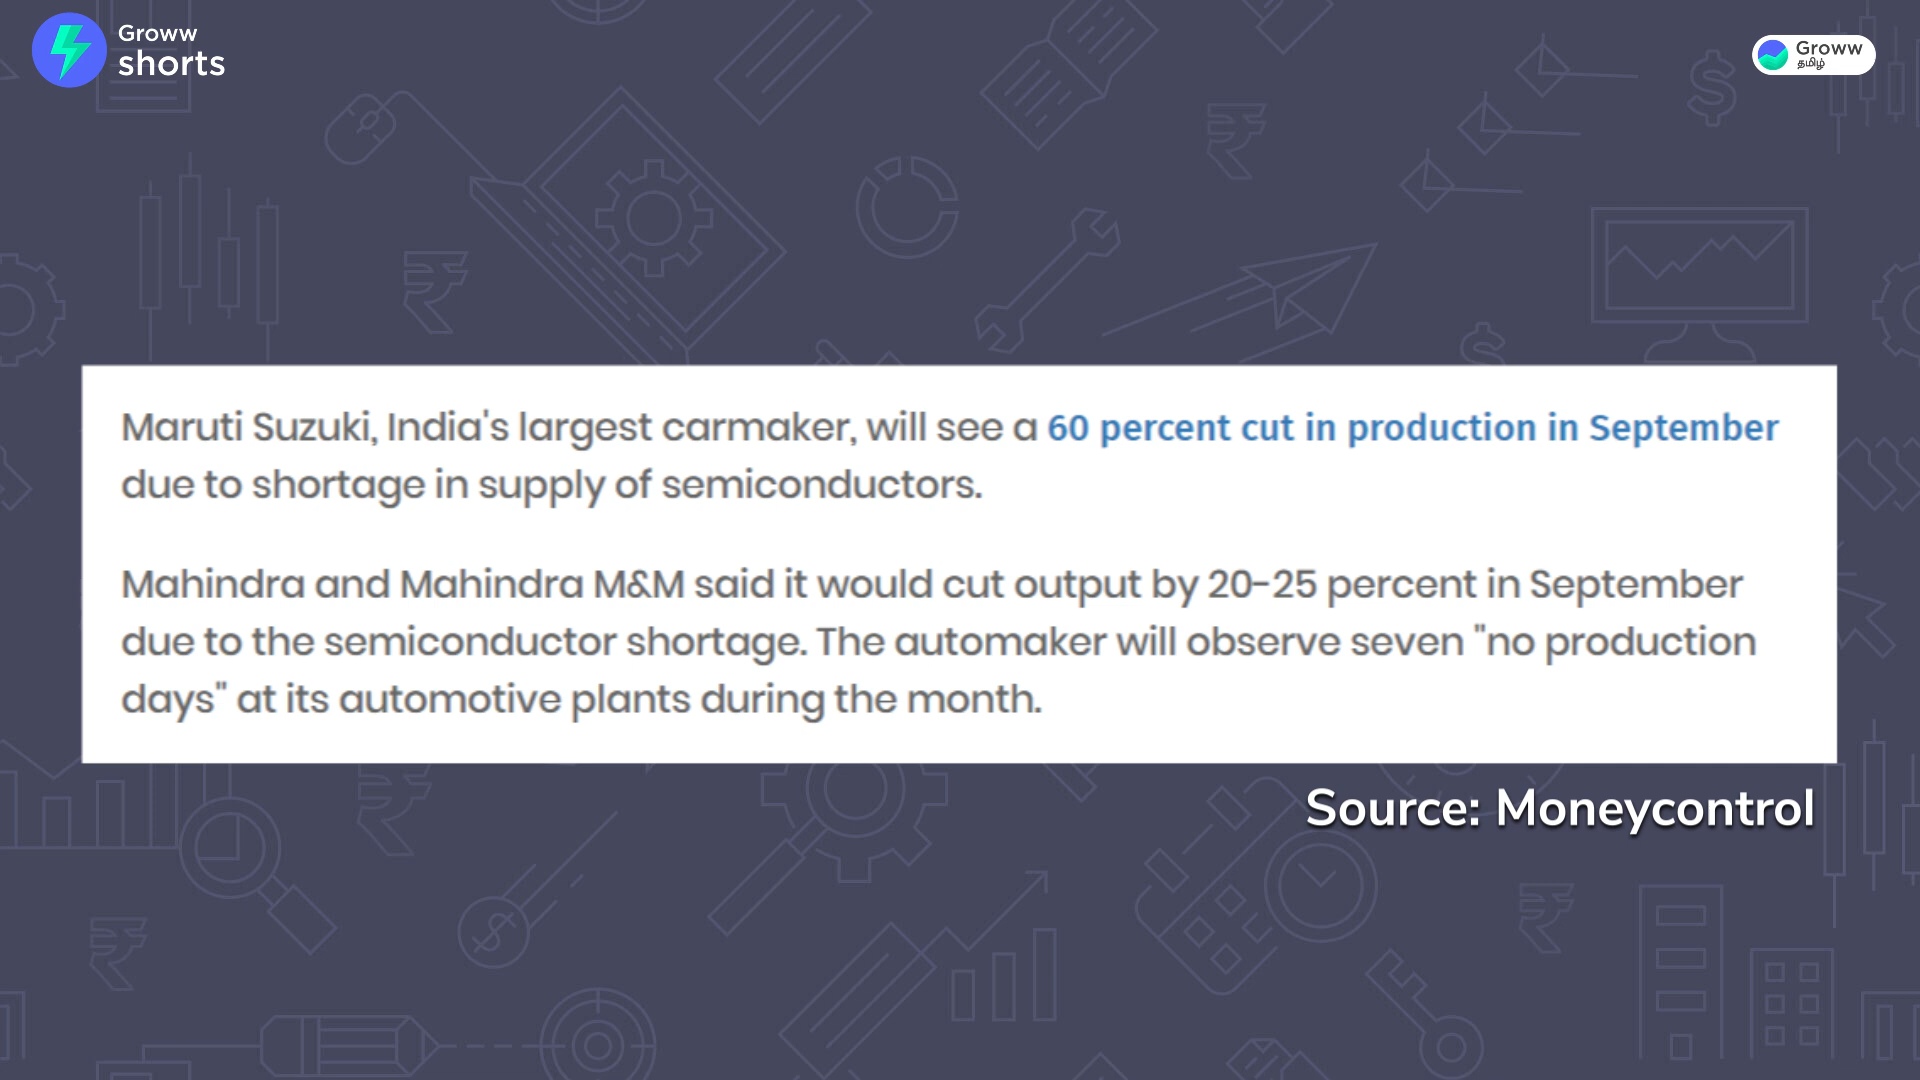 Groww
shorts
Groww
தமிழ்
Maruti Suzuki, India's largest carmaker, will see a 60 percent cut in production in September
due to shortage in supply of semiconductors.
Mahindra and Mahindra M&M said it would cut output by 20-25 percent in September
due to the semiconductor shortage. The automaker will observe seven "no production
days" at its automotive plants during the month.
Source: Moneycontrol